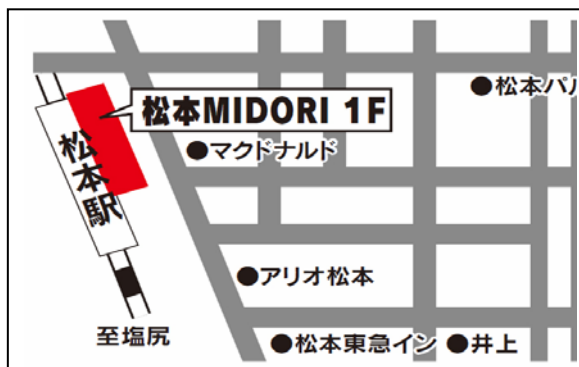 松本パル
松本MIDORI 1F
マクドナルド
松本駅
アリオ松本
至塩尻
●松本東急イン ●井上